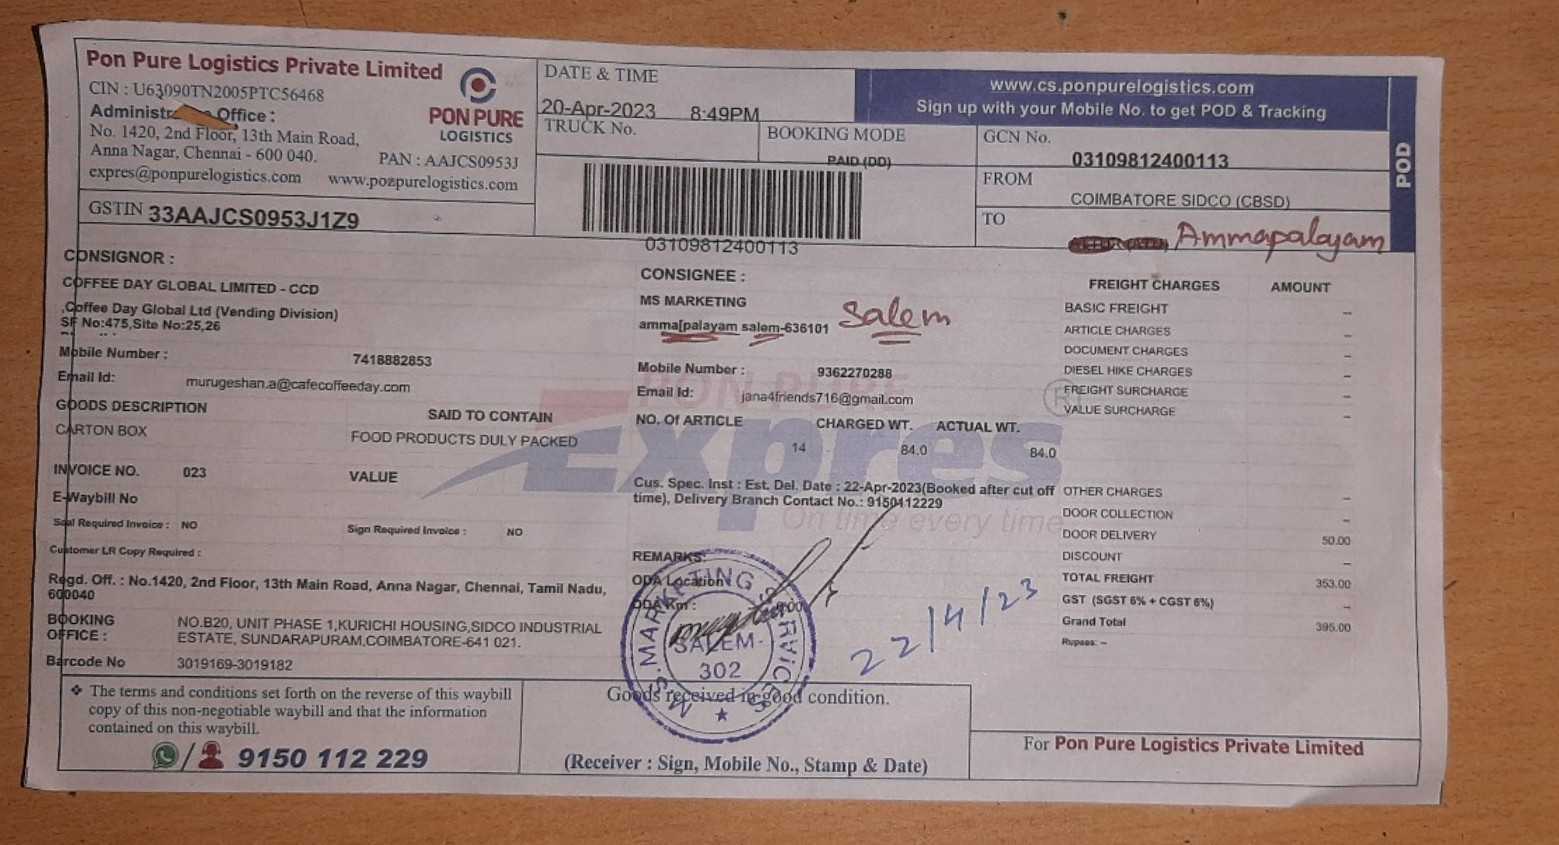 Pon Pure Logistics Private Limited
CIN : U63090TN2005PTC56468
Administr Office :
No. 1420, 2nd Floor, 13th Main Road,
Anna Nagar, Chennai - 600 040.
PAN : AAJCS0953J
expres@ponpurelogistics.com www.ponpurelogistics.com
GSTIN 33AAJCS0953J1Z9
PON PURE
LOGISTICS
DATE & TIME
20-Apr-2023 8:49PM
TRUCK No.
BOOKING MODE
PAID (DD)
03109812400113
www.cs.ponpurelogistics.com
Sign up with your Mobile No. to get POD & Tracking
POD
GCN No.
03109812400113
FROM
COIMBATORE SIDCO (CBSD)
TO
Ammapalayam
CONSIGNOR :
COFFEE DAY GLOBAL LIMITED - CCD
,Coffee Day Global Ltd (Vending Division)
SF No:475,Site No:25,26
Mobile Number : 7418882853
Email Id: murugeshan.a@cafecoffeeday.com
GOODS DESCRIPTION SAID TO CONTAIN
CARTON BOX FOOD PRODUCTS DULY PACKED
INVOICE NO. 023 VALUE
E-Waybill No
Seal Required Invoice : NO Sign Required Invoice : NO
Customer LR Copy Required :
Regd. Off. : No.1420, 2nd Floor, 13th Main Road, Anna Nagar, Chennai, Tamil Nadu,
600040
BOOKING OFFICE : NO.B20, UNIT PHASE 1,KURICHI HOUSING,SIDCO INDUSTRIAL
ESTATE, SUNDARAPURAM,COIMBATORE-641 021.
Barcode No 3019169-3019182
CONSIGNEE :
MS MARKETING
amma[palayam salem-636101 Salem
Mobile Number : 9362270288
Email Id: jana4friends716@gmail.com
NO. Of ARTICLE CHARGED WT. ACTUAL WT.
14 84.0 84.0
Cus. Spec. Inst : Est. Del. Date : 22-Apr-2023(Booked after cut off
time), Delivery Branch Contact No.: 9150112229
REMARKS:
ODA Location
ODA Km :
PON PURE
Expres
®
On time every time
M.S.MARKETING SERVICES
SALEM-
302
★
22/4/23
FREIGHT CHARGES AMOUNT
BASIC FREIGHT –
ARTICLE CHARGES –
DOCUMENT CHARGES –
DIESEL HIKE CHARGES –
FREIGHT SURCHARGE –
VALUE SURCHARGE –
OTHER CHARGES –
DOOR COLLECTION –
DOOR DELIVERY 50.00
DISCOUNT –
TOTAL FREIGHT 353.00
GST (SGST 6% + CGST 6%) –
Grand Total 395.00
Rupees: –
❖ The terms and conditions set forth on the reverse of this waybill
copy of this non-negotiable waybill and that the information
contained on this waybill.
/ 9150 112 229
Goods received in good condition.
(Receiver : Sign, Mobile No., Stamp & Date)
For Pon Pure Logistics Private Limited